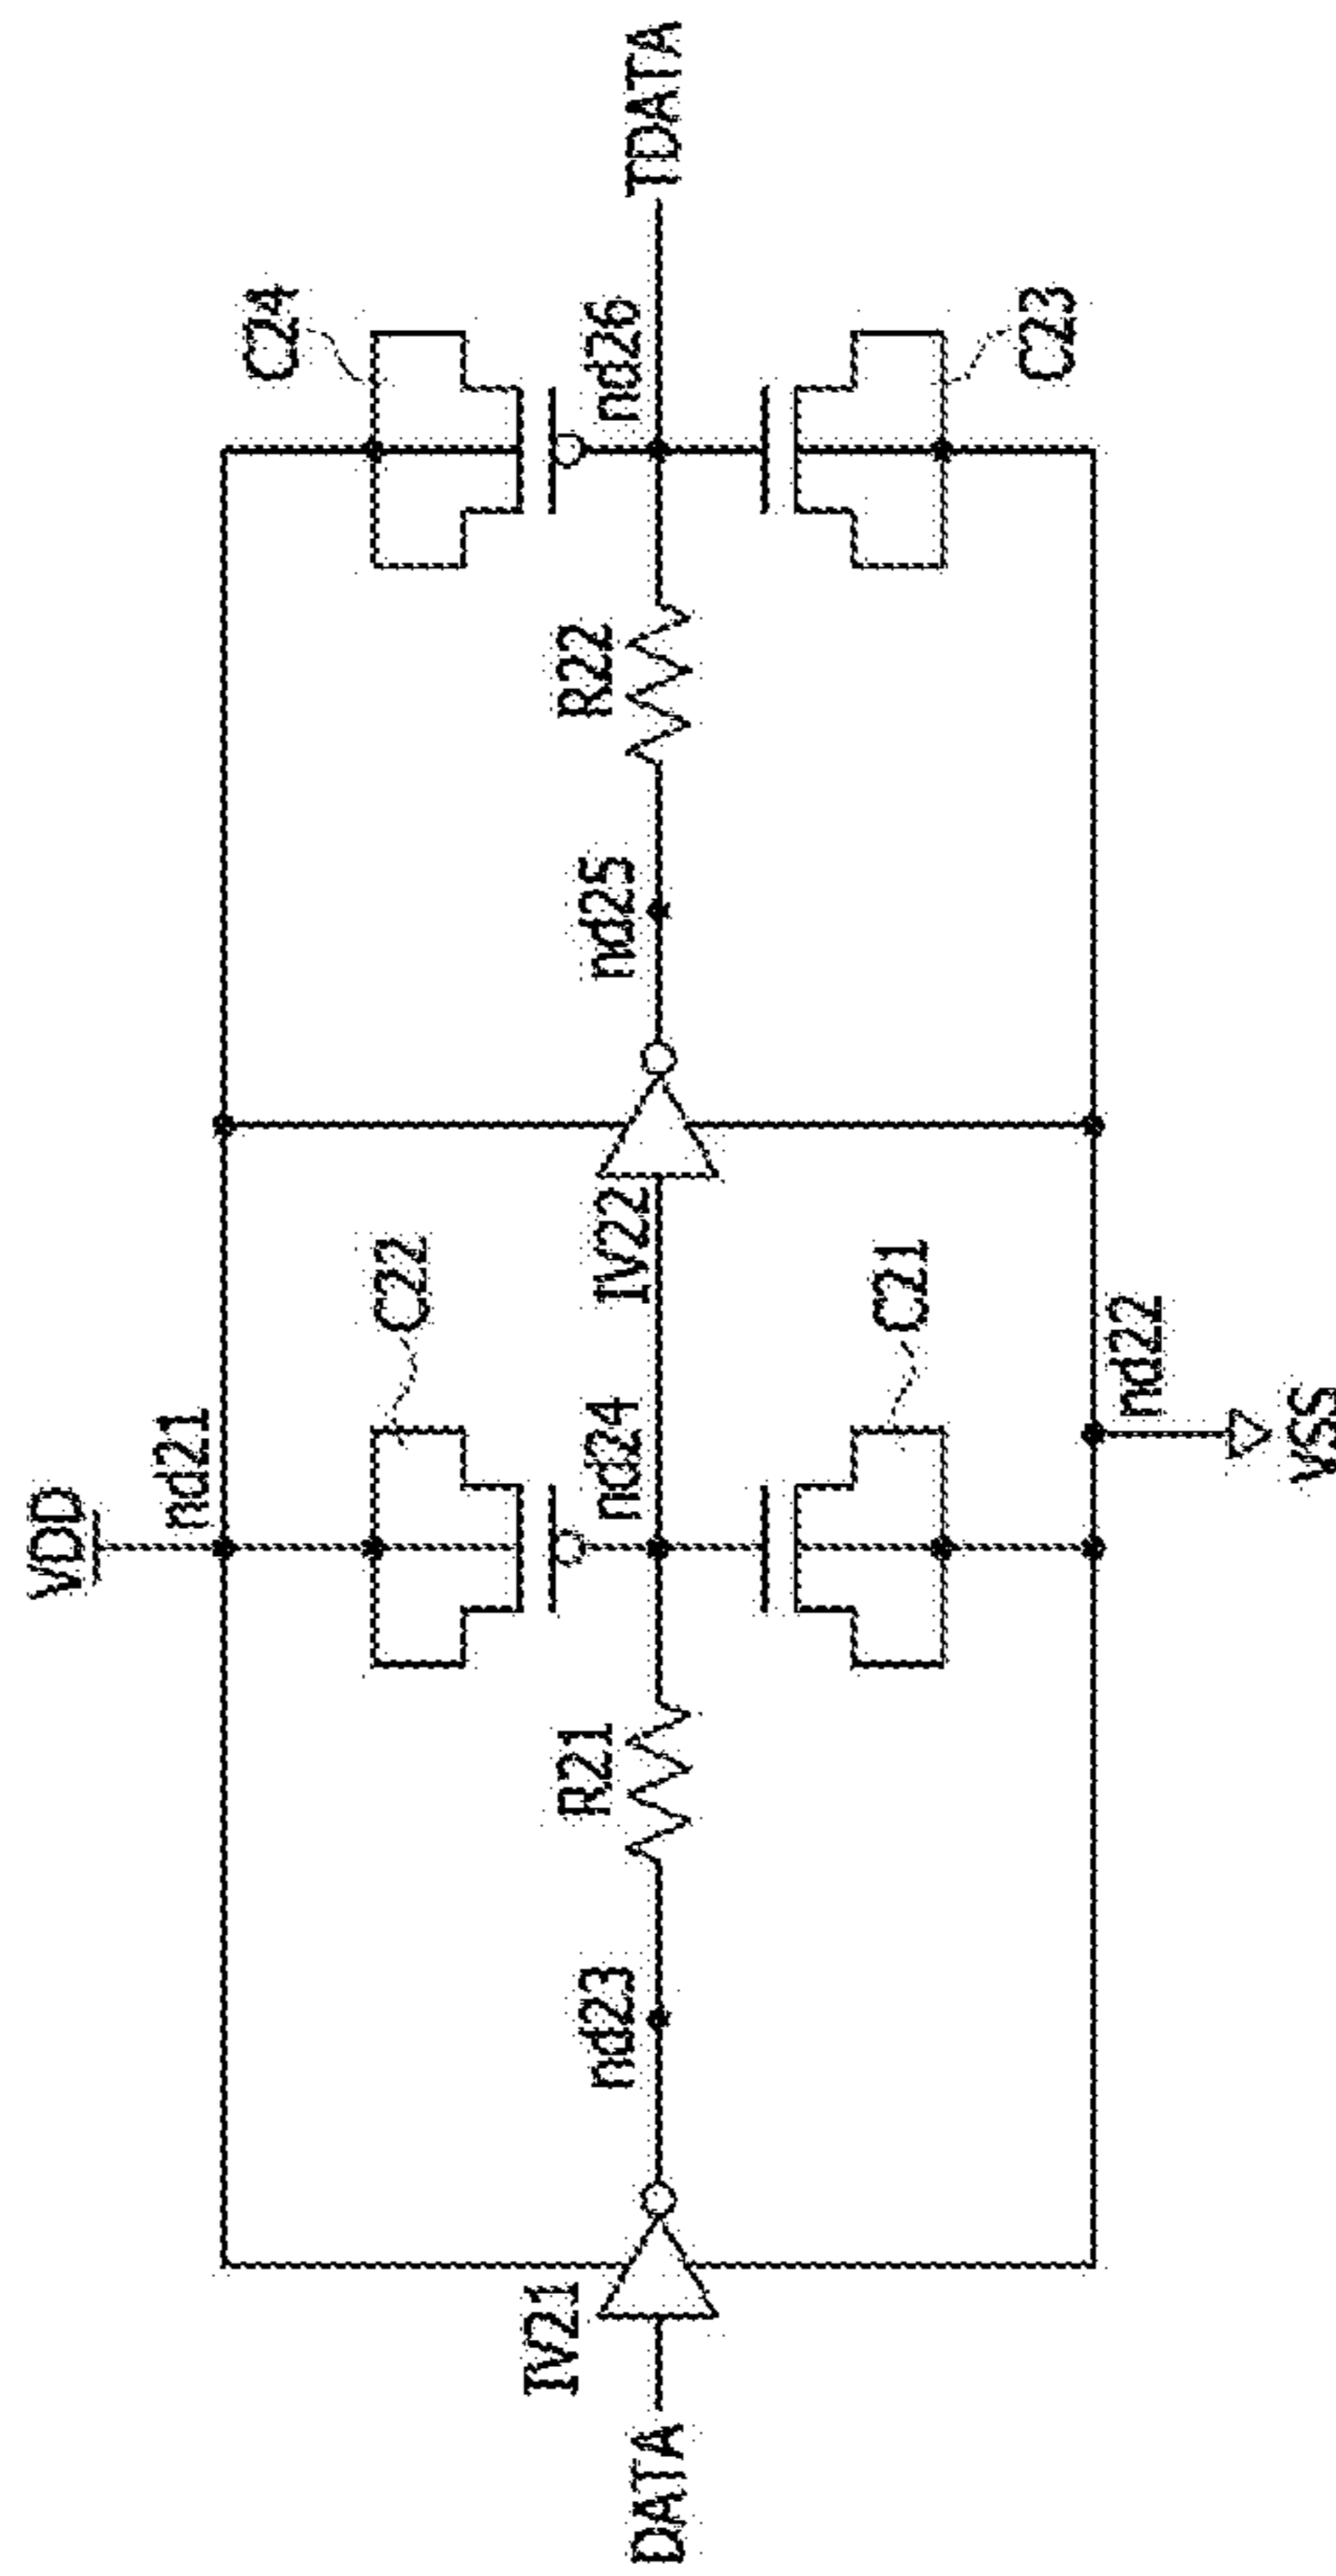 VDD
nd21
C24
C22
IV21
R21
R22
nd23
nd24
IV22
nd25
nd26
DATA
TDATA
C21
C23
nd22
VSS